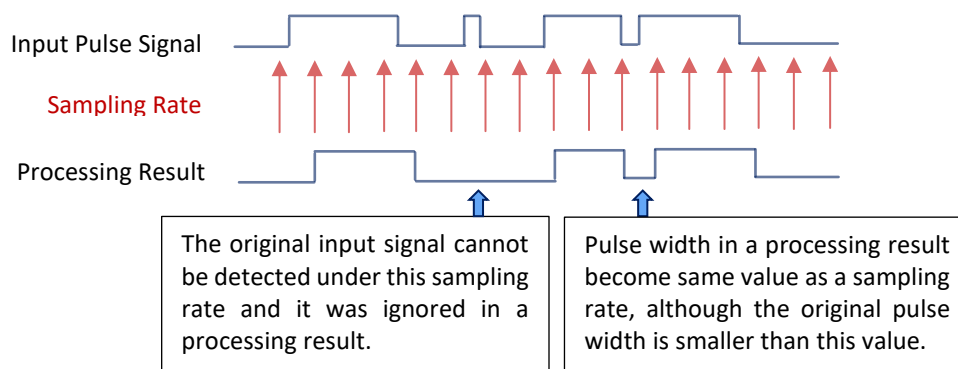 Input Pulse Signal
Sampling Rate
Processing Result
The original input signal cannot
be detected under this sampling
rate and it was ignored in a
processing result.
Pulse width in a processing result
become same value as a sampling
rate, although the original pulse
width is smaller than this value.